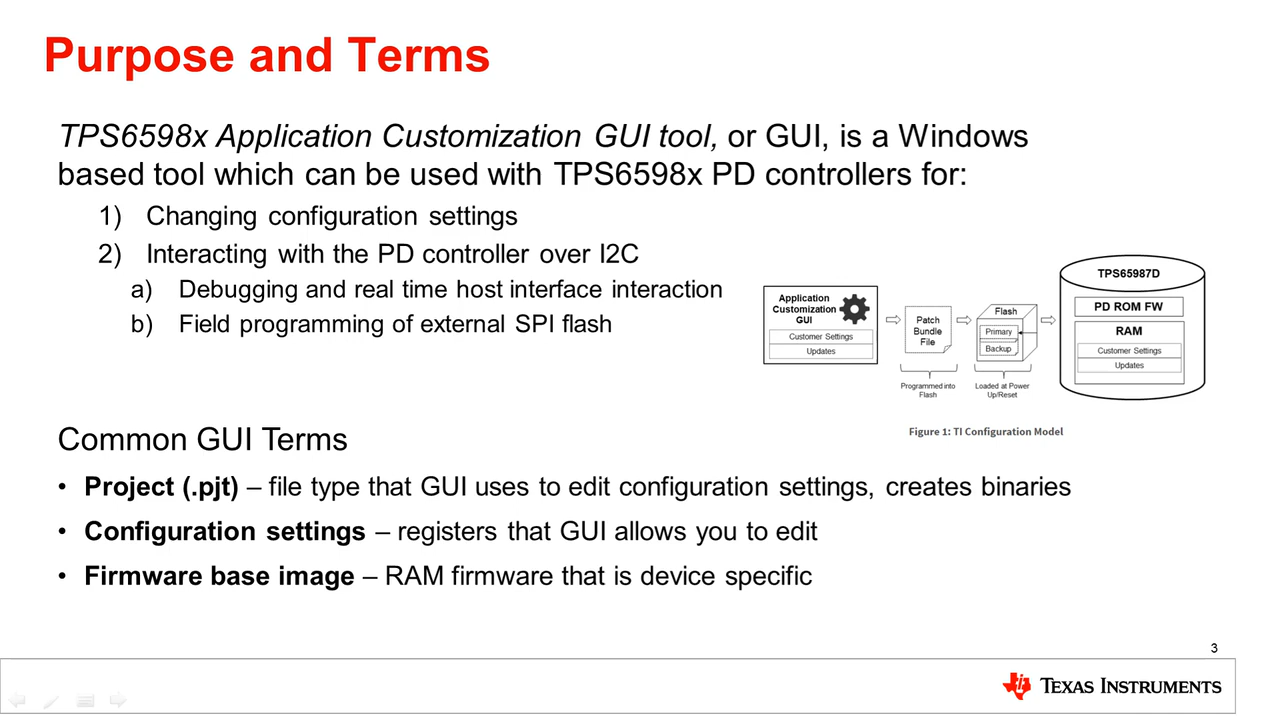 Purpose and Terms
TPS6598x Application Customization GUI tool, or GUI, is a Windows
based tool which can be used with TPS6598x PD controllers for:
1) Changing configuration settings
2) Interacting with the PD controller over I2C
a) Debugging and real time host interface interaction
b) Field programming of external SPI flash
Application
Customization
GUI
Customer Settings
Updates
Patch
Bundle
File
Programmed into
Flash
Flash
Primary
Backup
Loaded at Power
Up/Reset
TPS65987D
PD ROM FW
RAM
Customer Settings
Updates
Figure 1: TI Configuration Model
Common GUI Terms
• Project (.pjt) – file type that GUI uses to edit configuration settings, creates binaries
• Configuration settings – registers that GUI allows you to edit
• Firmware base image – RAM firmware that is device specific
3
TEXAS INSTRUMENTS